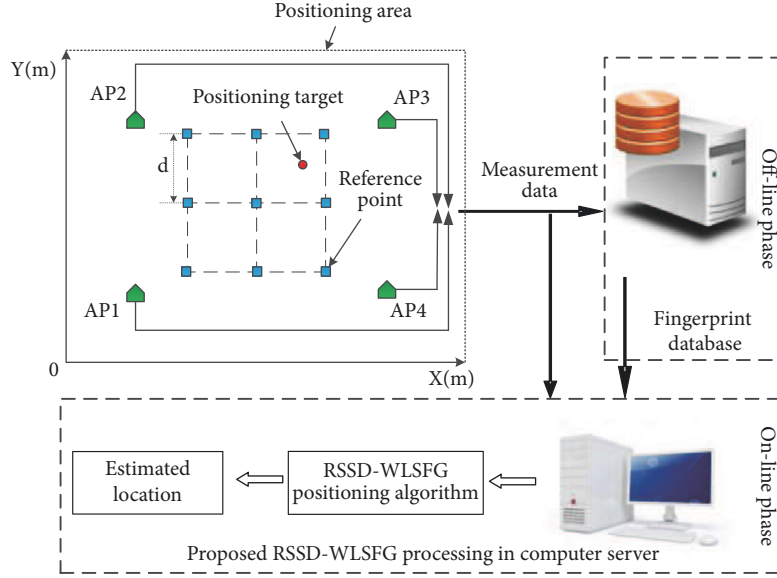 Positioning area
Y(m)
AP2
AP3
Positioning target
d
Reference
point
AP1
AP4
0
X(m)
Measurement
data
Off-line phase
Fingerprint
database
On-line phase
Estimated
location
RSSD-WLSFG
positioning algorithm
Proposed RSSD-WLSFG processing in computer server